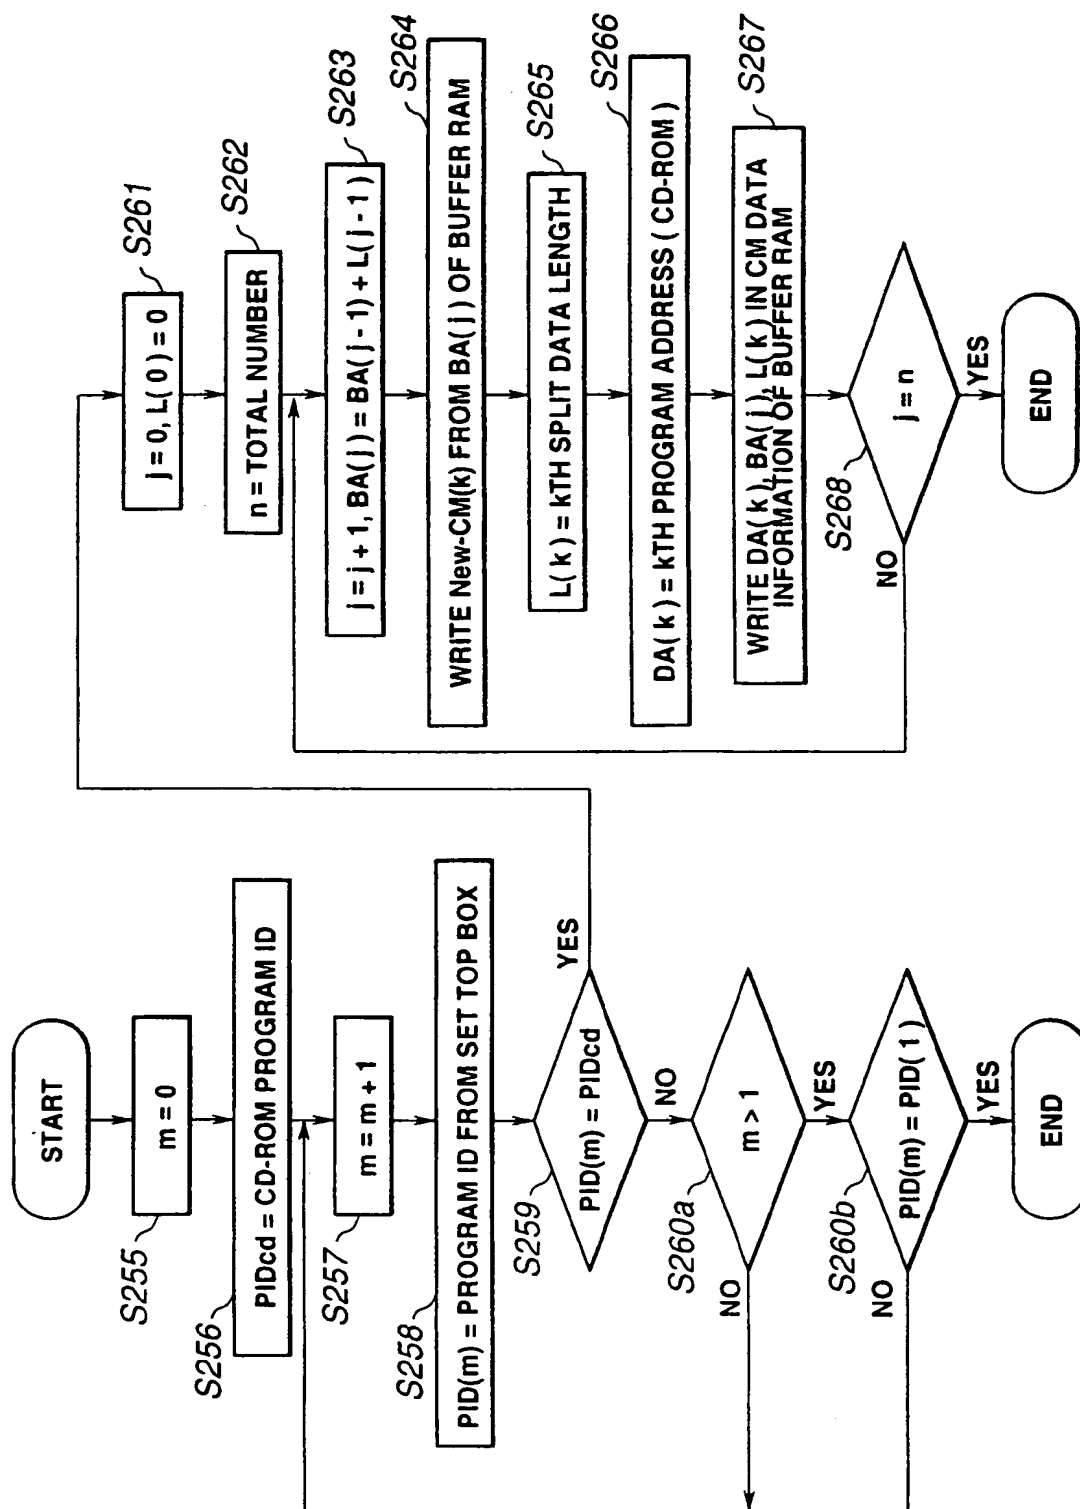 START
S255
m = 0
S256
PIDcd = CD-ROM PROGRAM ID
S257
m = m + 1
S258
PID(m) = PROGRAM ID FROM SET TOP BOX
S259
PID(m) = PIDcd
YES
NO
S260a
m > 1
NO
YES
S260b
PID(m) = PID( 1 )
NO
YES
END
S261
j = 0, L( 0 ) = 0
S262
n = TOTAL NUMBER
S263
j = j + 1, BA( j ) = BA( j - 1 ) + L( j - 1 )
S264
WRITE New-CM(k) FROM BA( j ) OF BUFFER RAM
S265
L( k ) = kTH SPLIT DATA LENGTH
S266
DA( k ) = kTH PROGRAM ADDRESS ( CD-ROM )
S267
WRITE DA( k ), BA( j ), L( k ) IN CM DATA
INFORMATION OF BUFFER RAM
S268
j = n
NO
YES
END